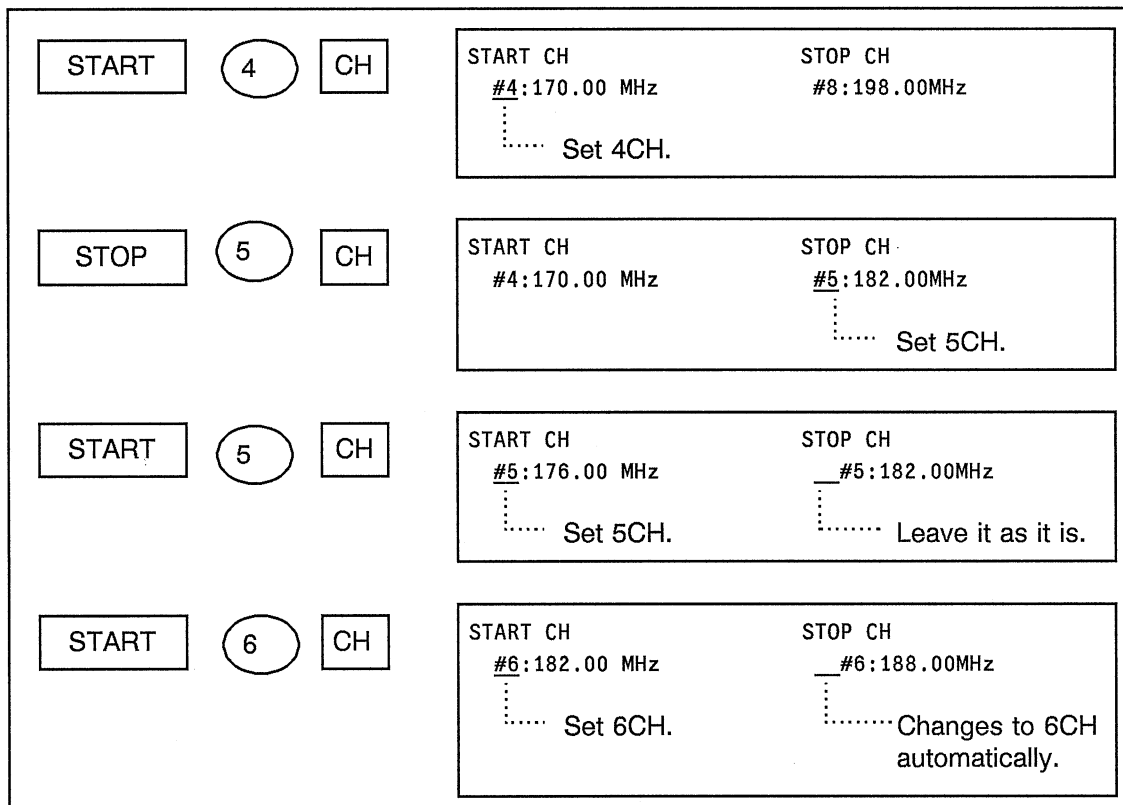 START 4 CH
START CH STOP CH
#4:170.00 MHz #8:198.00MHz
Set 4CH.
STOP 5 CH
START CH STOP CH
#4:170.00 MHz #5:182.00MHz
Set 5CH.
START 5 CH
START CH STOP CH
#5:176.00 MHz #5:182.00MHz
Set 5CH. Leave it as it is.
START 6 CH
START CH STOP CH
#6:182.00 MHz #6:188.00MHz
Set 6CH. Changes to 6CH
automatically.